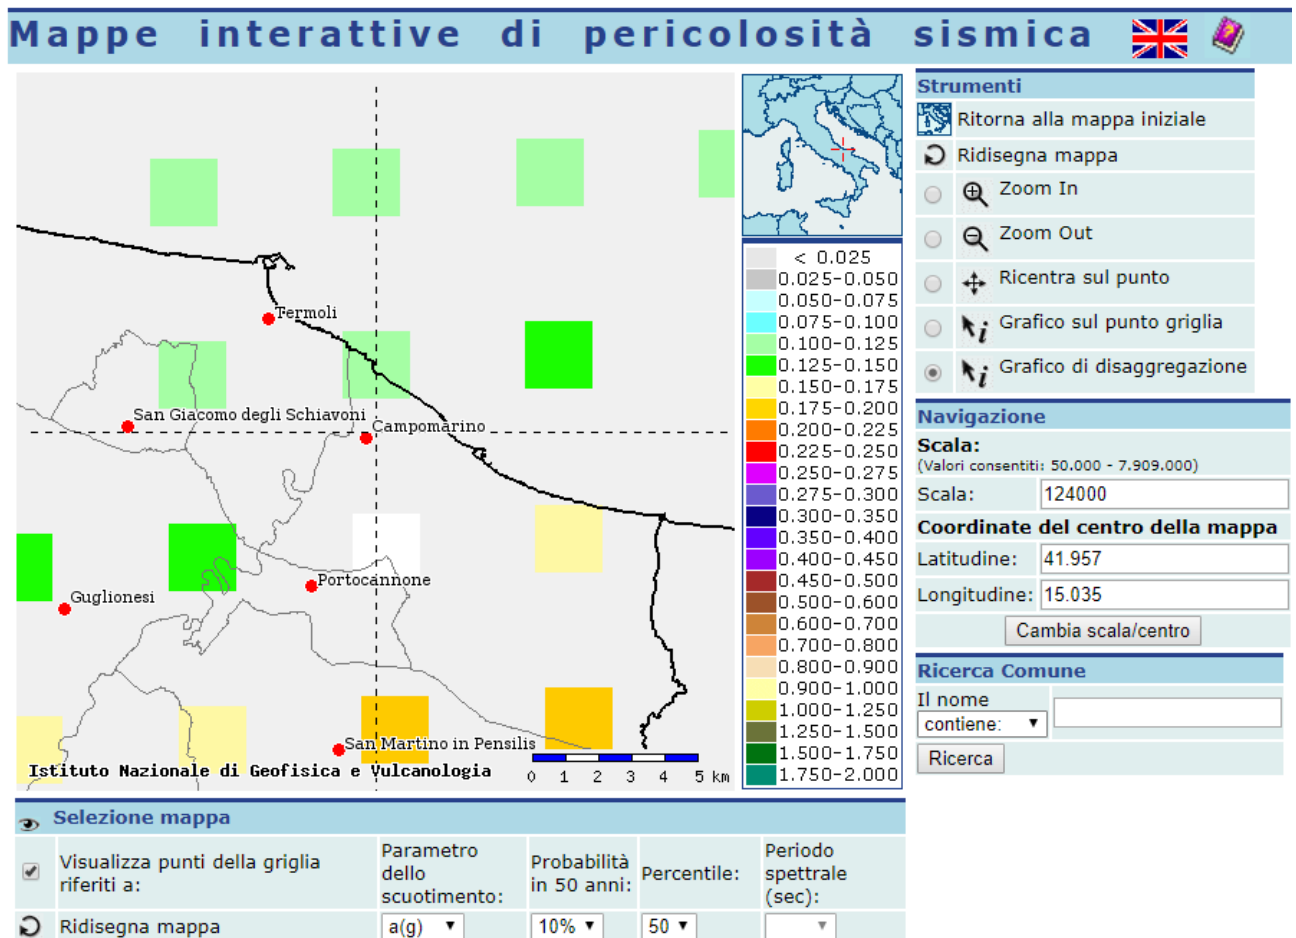 Mappe interattive di pericolosità sismica
Termoli
San Giacomo degli Schiavoni
Campomarino
Portocannone
Guglionesi
San Martino in Pensilis
Istituto Nazionale di Geofisica e Vulcanologia
0 1 2 3 4 5 km
< 0.025
0.025-0.050
0.050-0.075
0.075-0.100
0.100-0.125
0.125-0.150
0.150-0.175
0.175-0.200
0.200-0.225
0.225-0.250
0.250-0.275
0.275-0.300
0.300-0.350
0.350-0.400
0.400-0.450
0.450-0.500
0.500-0.600
0.600-0.700
0.700-0.800
0.800-0.900
0.900-1.000
1.000-1.250
1.250-1.500
1.500-1.750
1.750-2.000
Strumenti
Ritorna alla mappa iniziale
Ridisegna mappa
Zoom In
Zoom Out
Ricentra sul punto
Grafico sul punto griglia
Grafico di disaggregazione
Navigazione
Scala:
(Valori consentiti: 50.000 - 7.909.000)
Scala: 124000
Coordinate del centro della mappa
Latitudine: 41.957
Longitudine: 15.035
Cambia scala/centro
Ricerca Comune
Il nome
contiene:
Ricerca
Selezione mappa
Visualizza punti della griglia
riferiti a:
Parametro
dello
scuotimento:
Probabilità
in 50 anni:
Percentile:
Periodo
spettrale
(sec):
Ridisegna mappa
a(g) 10% 50